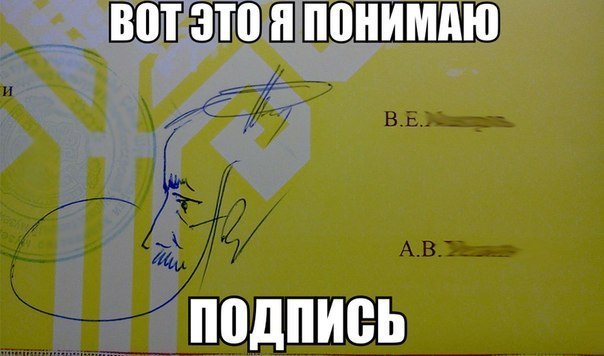 ВОТ ЭТО Я ПОНИМАЮ
и
В.Е.
А.В.
ПОДПИСЬ